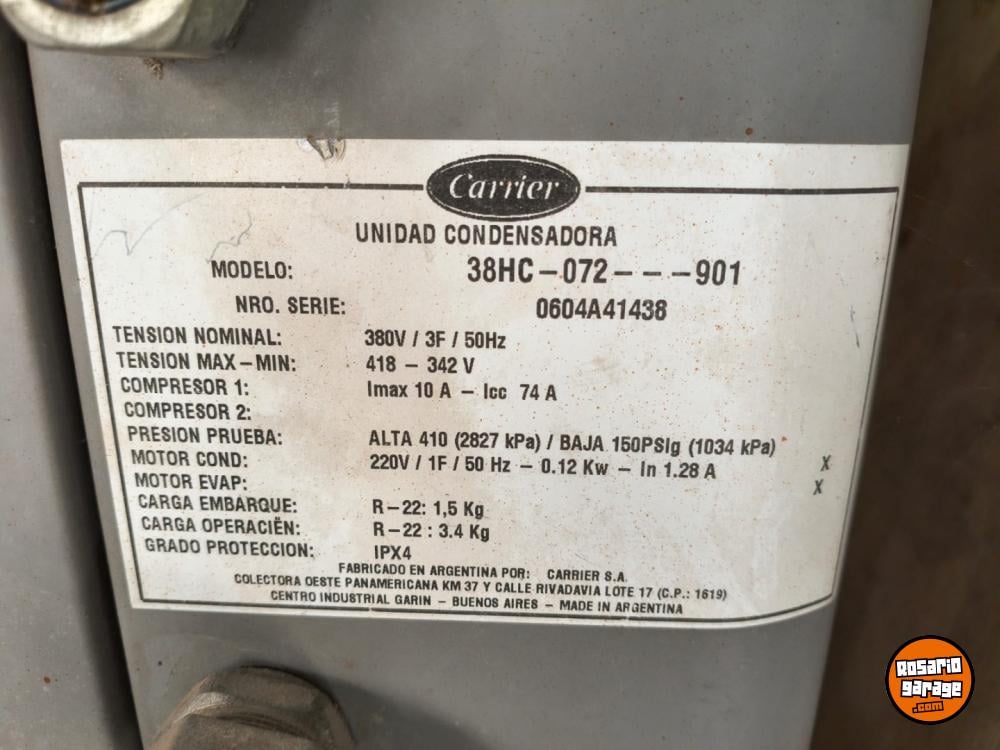 Carrier
UNIDAD CONDENSADORA
MODELO: 38HC-072---901
NRO. SERIE: 0604A41438
TENSION NOMINAL: 380V / 3F / 50Hz
TENSION MAX-MIN: 418 - 342 V
COMPRESOR 1: Imax 10 A - Icc 74 A
COMPRESOR 2:
PRESION PRUEBA: ALTA 410 (2827 kPa) / BAJA 150PSIg (1034 kPa)
MOTOR COND: 220V / 1F / 50 Hz - 0.12 Kw - In 1.28 A X
MOTOR EVAP: X
CARGA EMBARQUE: R-22: 1,5 Kg
CARGA OPERACIËN: R-22 : 3.4 Kg
GRADO PROTECCION: IPX4
FABRICADO EN ARGENTINA POR: CARRIER S.A.
COLECTORA OESTE PANAMERICANA KM 37 Y CALLE RIVADAVIA LOTE 17 (C.P.: 1619)
CENTRO INDUSTRIAL GARIN - BUENOS AIRES - MADE IN ARGENTINA
Rosario
garage
.com